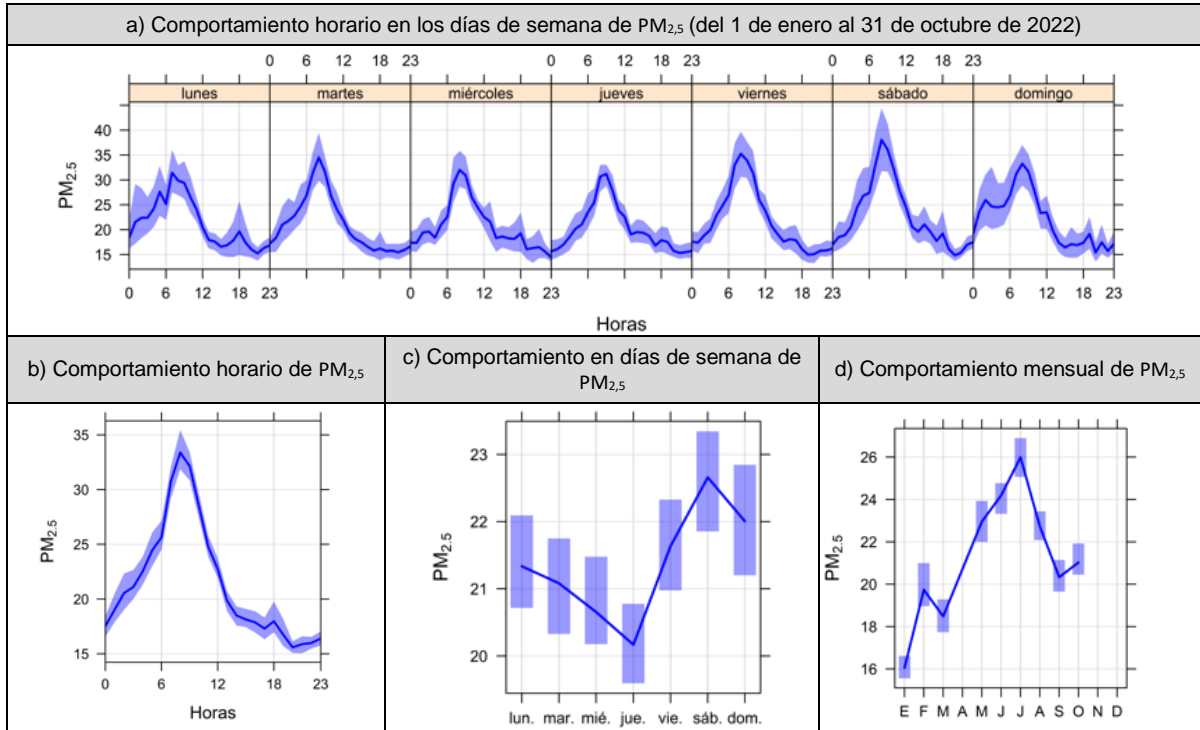 a) Comportamiento horario en los días de semana de PM2,5 (del 1 de enero al 31 de octubre de 2022)
0 6 12 18 23 0 6 12 18 23 0 6 12 18 23
lunes martes miércoles jueves viernes sábado domingo
40
35
30
25
20
15
PM2.5
0 6 12 18 0 6 12 18 23 0 6 12 18 23 0 6 12 18 23
Horas
b) Comportamiento horario de PM2,5
c) Comportamiento en días de semana de
PM2,5
d) Comportamiento mensual de PM2,5
35
30
25
20
15
PM2.5
0 6 12 18 23
Horas
23
22
21
20
PM2.5
lun. mar. mié. jue. vie. sáb. dom.
26
24
22
20
18
16
PM2.5
E F M A M J J A S O N D